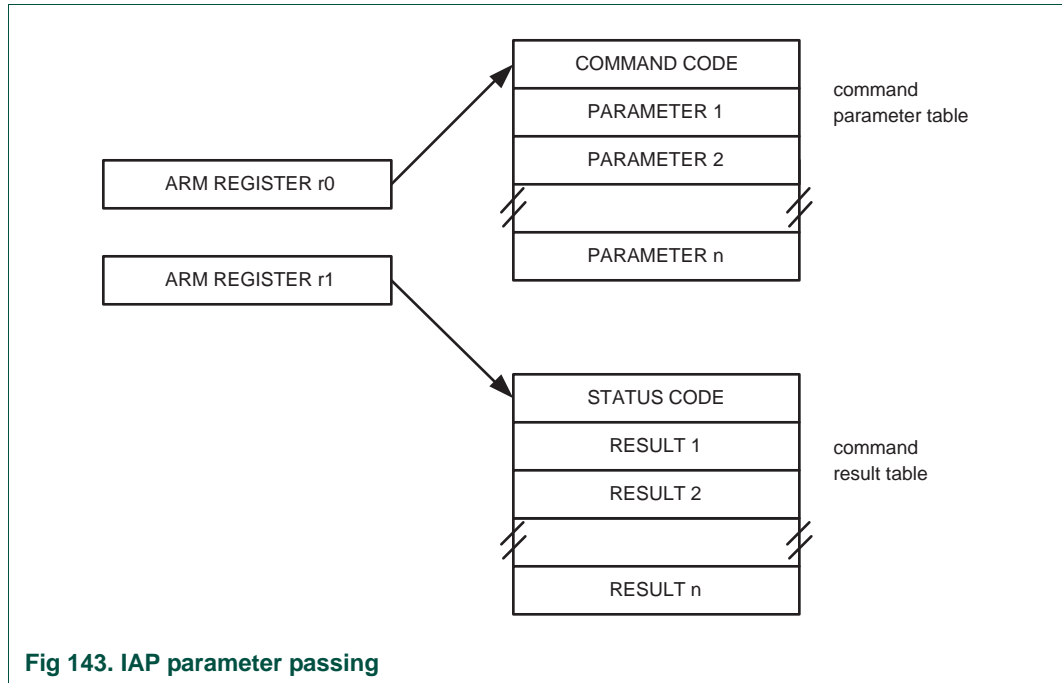 COMMAND CODE
command
parameter table
PARAMETER 1
PARAMETER 2
ARM REGISTER r0
PARAMETER n
ARM REGISTER r1
STATUS CODE
RESULT 1
command
result table
RESULT 2
RESULT n
Fig 143. IAP parameter passing